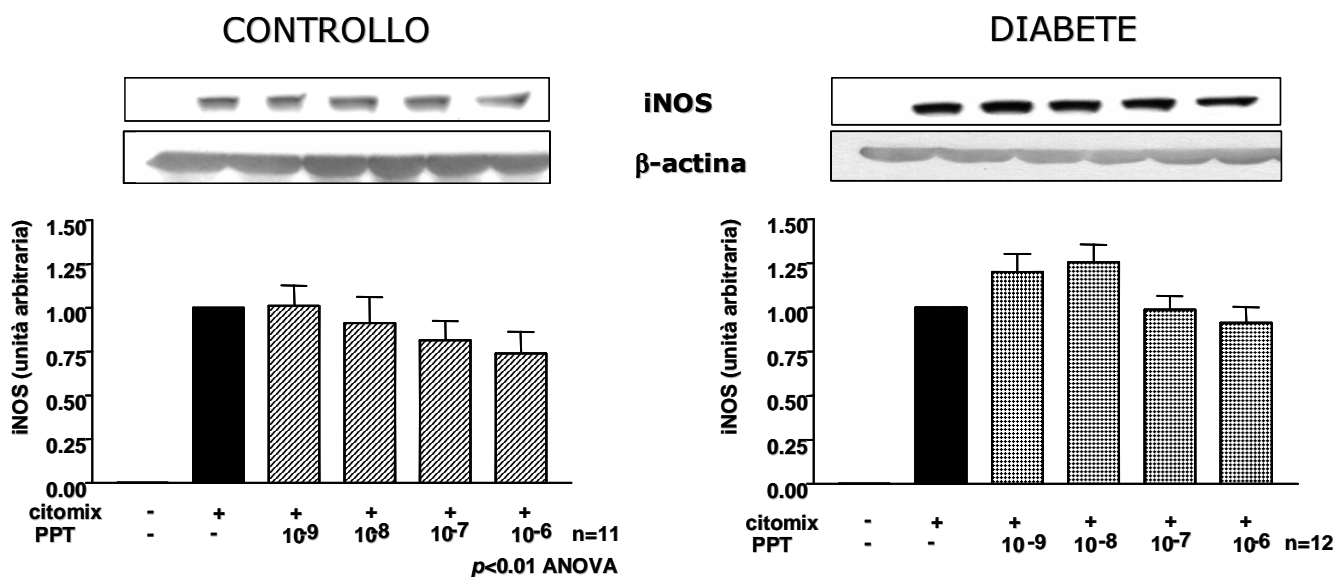 CONTROLLO
DIABETE
iNOS
β-actina
iNOS (unità arbitraria)
1.50
1.25
1.00
0.75
0.50
0.25
0.00
citomix - + + + + +
PPT - - 10-9 10-8 10-7 10-6 n=11
p<0.01 ANOVA
iNOS (unità arbitraria)
1.50
1.25
1.00
0.75
0.50
0.25
0.00
citomix - + + + + +
PPT - - 10-9 10-8 10-7 10-6 n=12